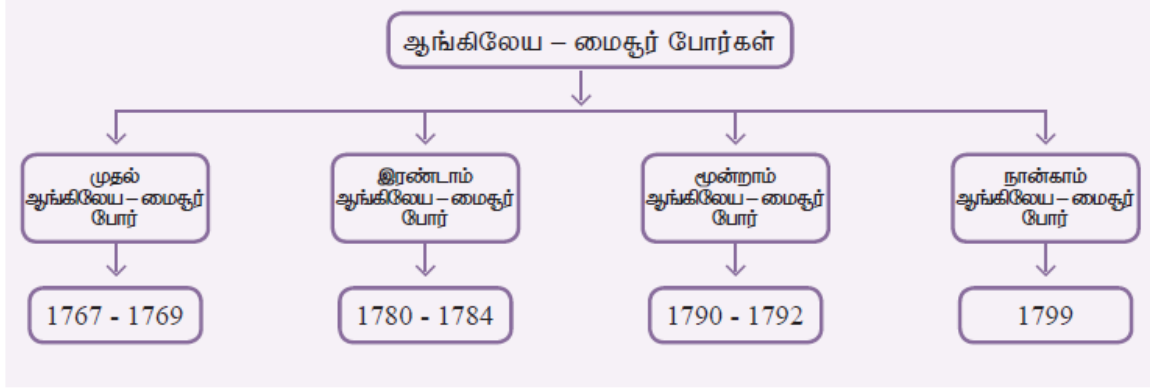 ஆங்கிலேய – மைசூர் போர்கள்
முதல்
ஆங்கிலேய – மைசூர்
போர்
இரண்டாம்
ஆங்கிலேய – மைசூர்
போர்
மூன்றாம்
ஆங்கிலேய – மைசூர்
போர்
நான்காம்
ஆங்கிலேய – மைசூர்
போர்
1767 - 1769
1780 - 1784
1790 - 1792
1799